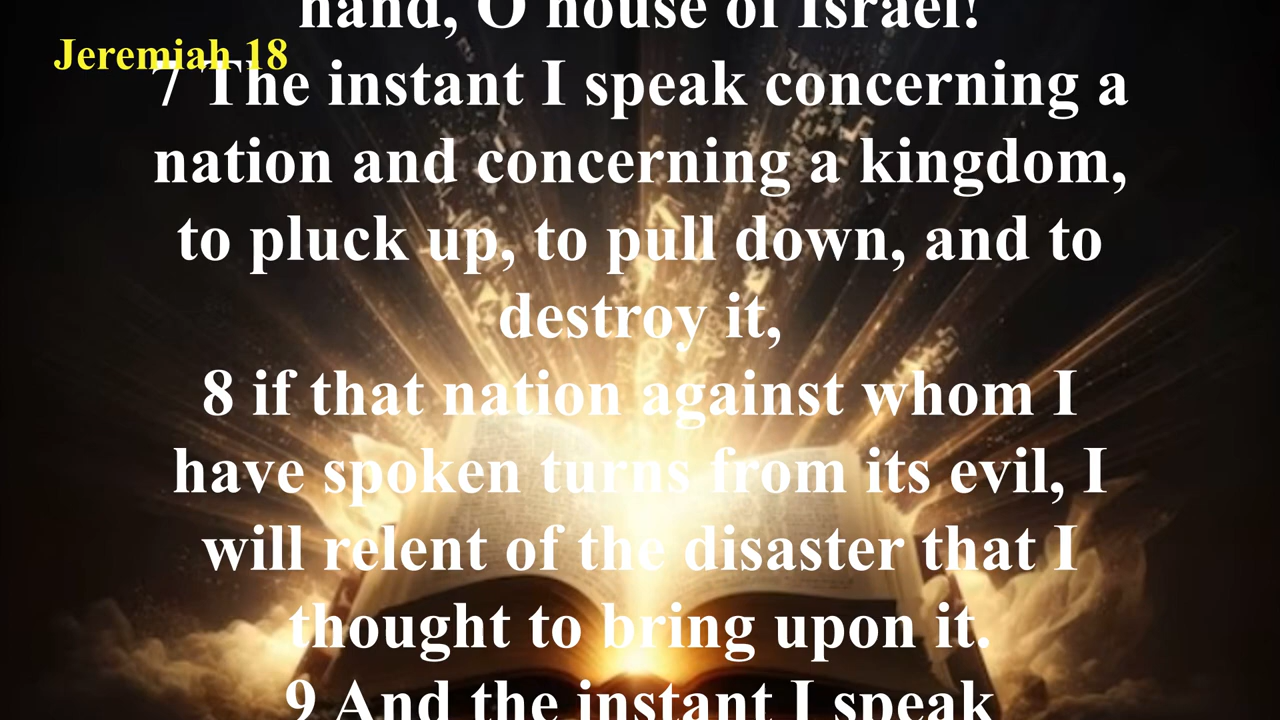 hand, O house of Israel!
Jeremiah 18
7 The instant I speak concerning a
nation and concerning a kingdom,
to pluck up, to pull down, and to
destroy it,
8 if that nation against whom I
have spoken turns from its evil, I
will relent of the disaster that I
thought to bring upon it.
9 And the instant I speak